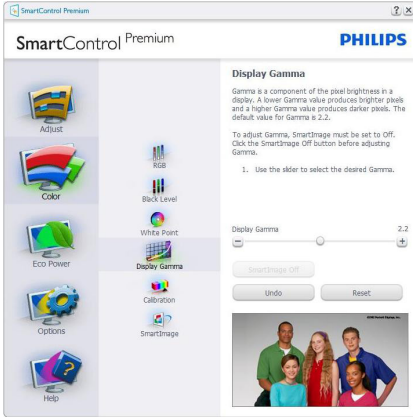 SmartControl Premium
SmartControl Premium
PHILIPS
Adjust
Color
Eco Power
Options
Help
RGB
Black Level
White Point
Display Gamma
Calibration
SmartImage
Display Gamma
Gamma is a component of the pixel brightness in a
display. A lower Gamma value produces brighter pixels
and a higher Gamma value produces darker pixels. The
default value for Gamma is 2.2.
To adjust Gamma, SmartImage must be set to Off.
Click the SmartImage Off button before adjusting
Gamma.
1. Use the slider to select the desired Gamma.
Display Gamma 2.2
SmartImage Off
Undo Reset